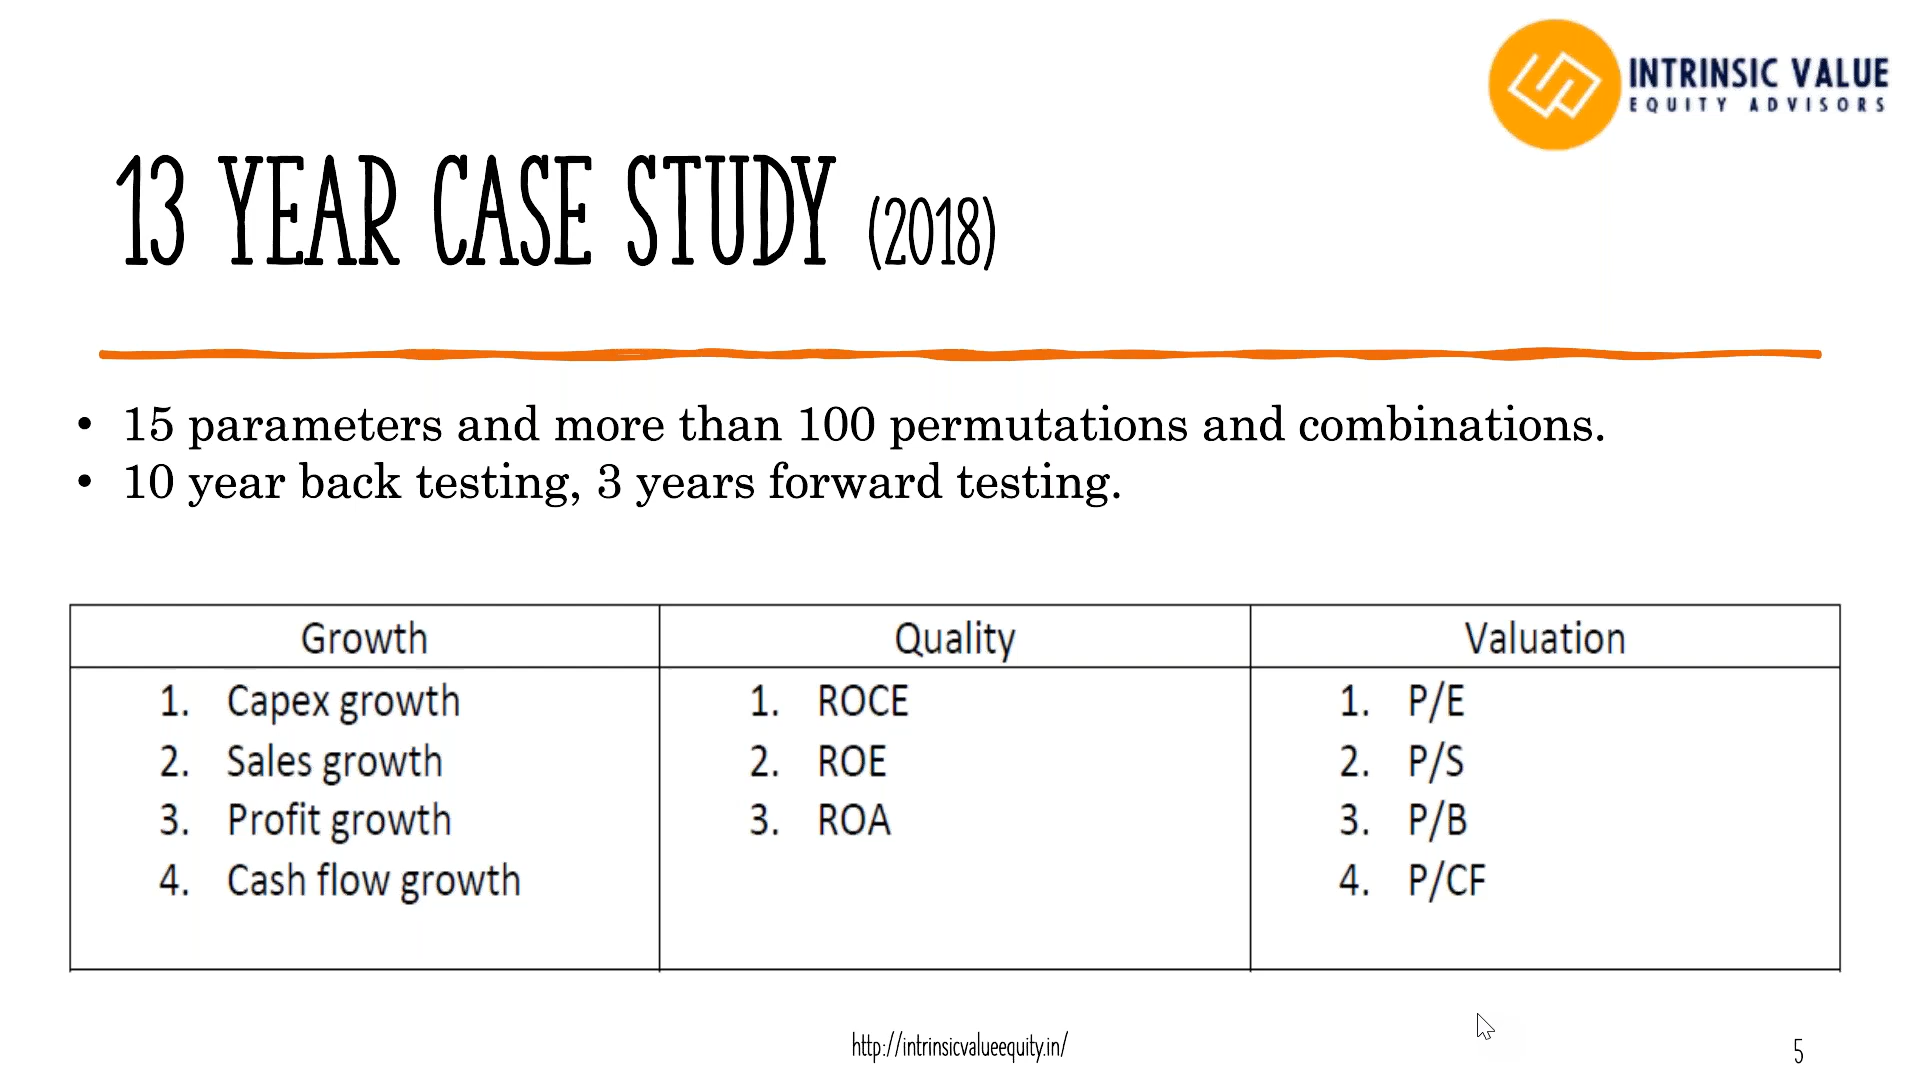 INTRINSIC VALUE
EQUITY ADVISORS
13 YEAR CASE STUDY (2018)
• 15 parameters and more than 100 permutations and combinations.
• 10 year back testing, 3 years forward testing.
Growth
1. Capex growth
2. Sales growth
3. Profit growth
4. Cash flow growth
Quality
1. ROCE
2. ROE
3. ROA
Valuation
1. P/E
2. P/S
3. P/B
4. P/CF
http://intrinsicvalueequity.in/
5